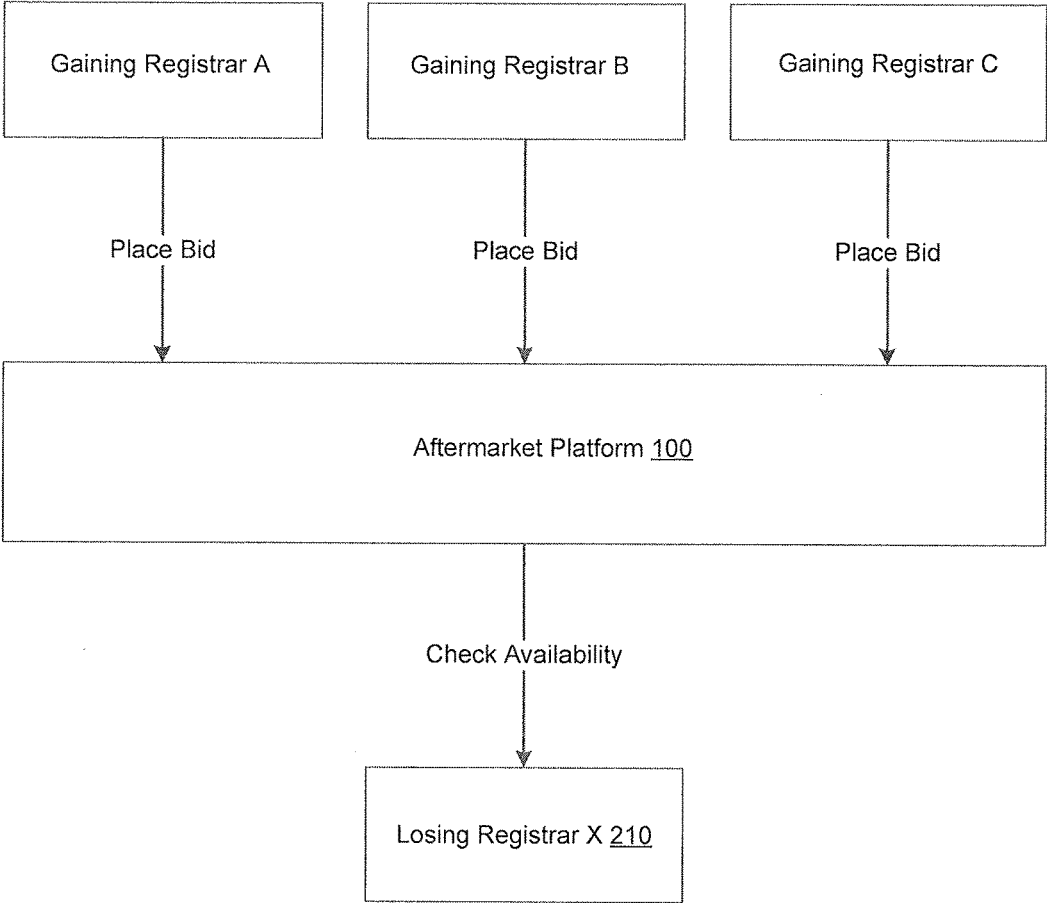 Gaining Registrar A
Gaining Registrar B
Gaining Registrar C
Place Bid
Place Bid
Place Bid
Aftermarket Platform 100
Check Availability
Losing Registrar X 210